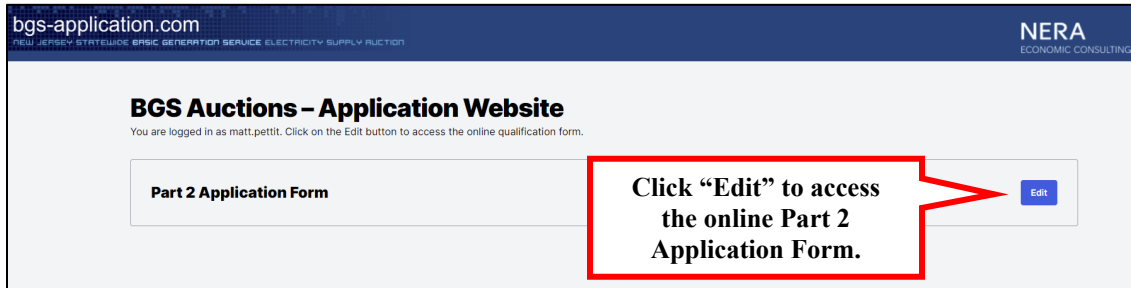 bgs-application.com
NEW JERSEY STATEWIDE BASIC GENERATION SERVICE ELECTRICITY SUPPLY AUCTION
NERA
ECONOMIC CONSULTING
BGS Auctions – Application Website
You are logged in as matt.pettit. Click on the Edit button to access the online qualification form.
Part 2 Application Form
Click “Edit” to access
the online Part 2
Application Form.
Edit